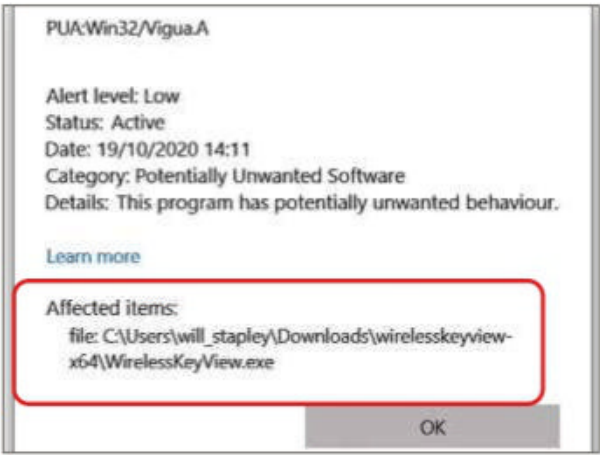 PUA:Win32/Vigua.A
Alert level: Low
Status: Active
Date: 19/10/2020 14:11
Category: Potentially Unwanted Software
Details: This program has potentially unwanted behaviour.
Learn more
Affected items:
file: C:\Users\will_stapley\Downloads\wirelesskeyview-
x64\WirelessKeyView.exe
OK